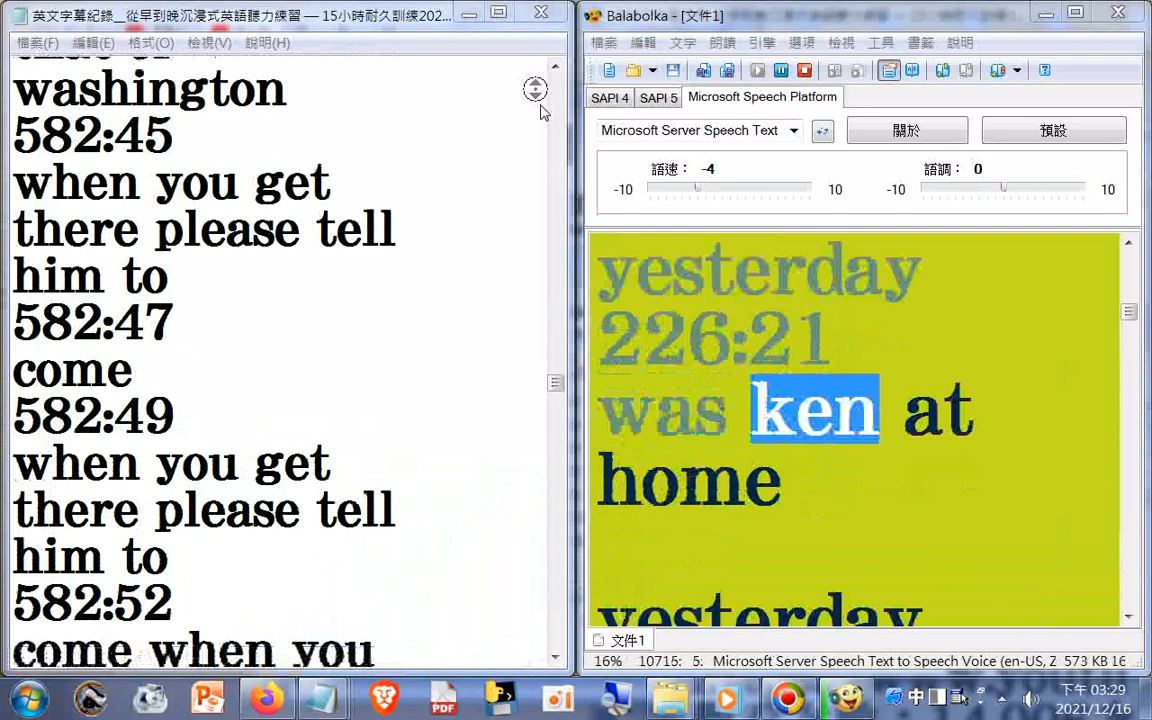 英文字幕紀錄__從早到晚沉浸式英語聽力練習 — 15小時耐久訓練202...
檔案(F) 編輯(E) 格式(O) 檢視(V) 說明(H)
washington
582:45
when you get
there please tell
him to
582:47
come
582:49
when you get
there please tell
him to
582:52
come when you
Balabolka - [文件1]
檔案 編輯 文字 朗讀 引擎 選項 檢視 工具 書籤 說明
SAPI 4 SAPI 5 Microsoft Speech Platform
Microsoft Server Speech Text 關於 預設
語速： -4 語調： 0
-10 10 -10 10
yesterday
226:21
was ken at
home
yesterday
文件1
16% 10715: 5: Microsoft Server Speech Text to Speech Voice (en-US, Z 573 KB 16
PDF
中
下午 03:29
2021/12/16